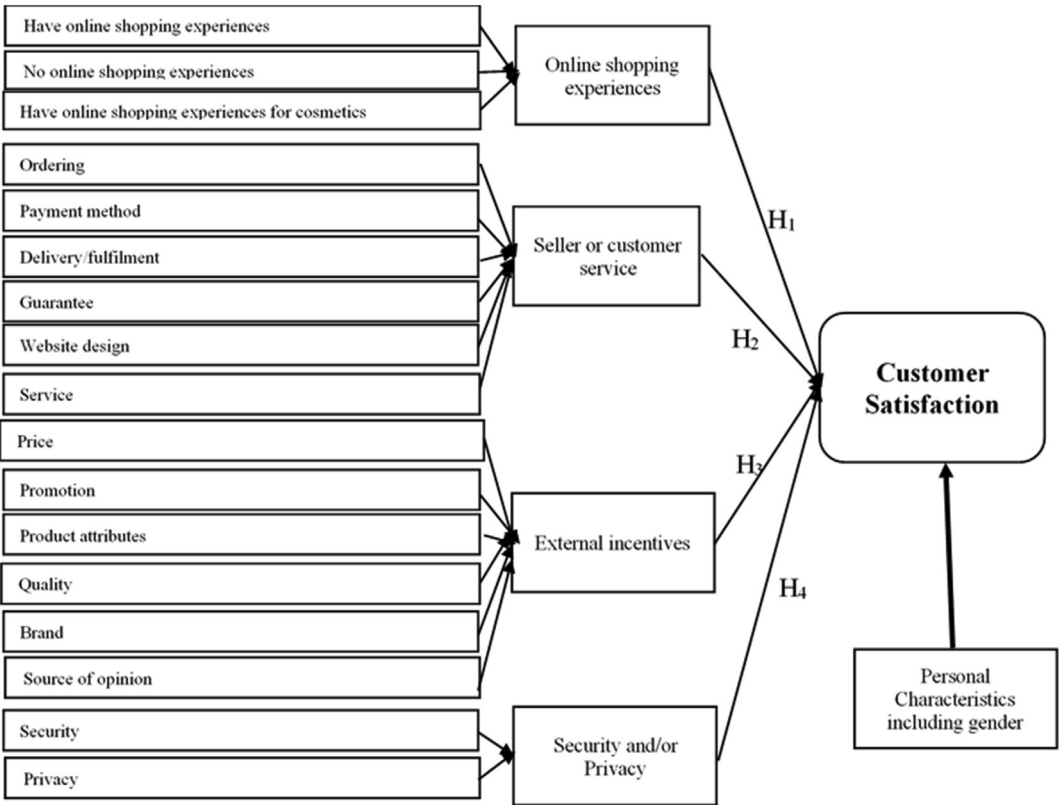 Have online shopping experiences
No online shopping experiences
Have online shopping experiences for cosmetics
Online shopping
experiences
Ordering
Payment method
Delivery/fulfilment
Guarantee
Website design
Service
Seller or customer
service
Price
Promotion
Product attributes
Quality
Brand
Source of opinion
External incentives
Security
Privacy
Security and/or
Privacy
H₁
H₂
H₃
H₄
Customer
Satisfaction
Personal
Characteristics
including gender